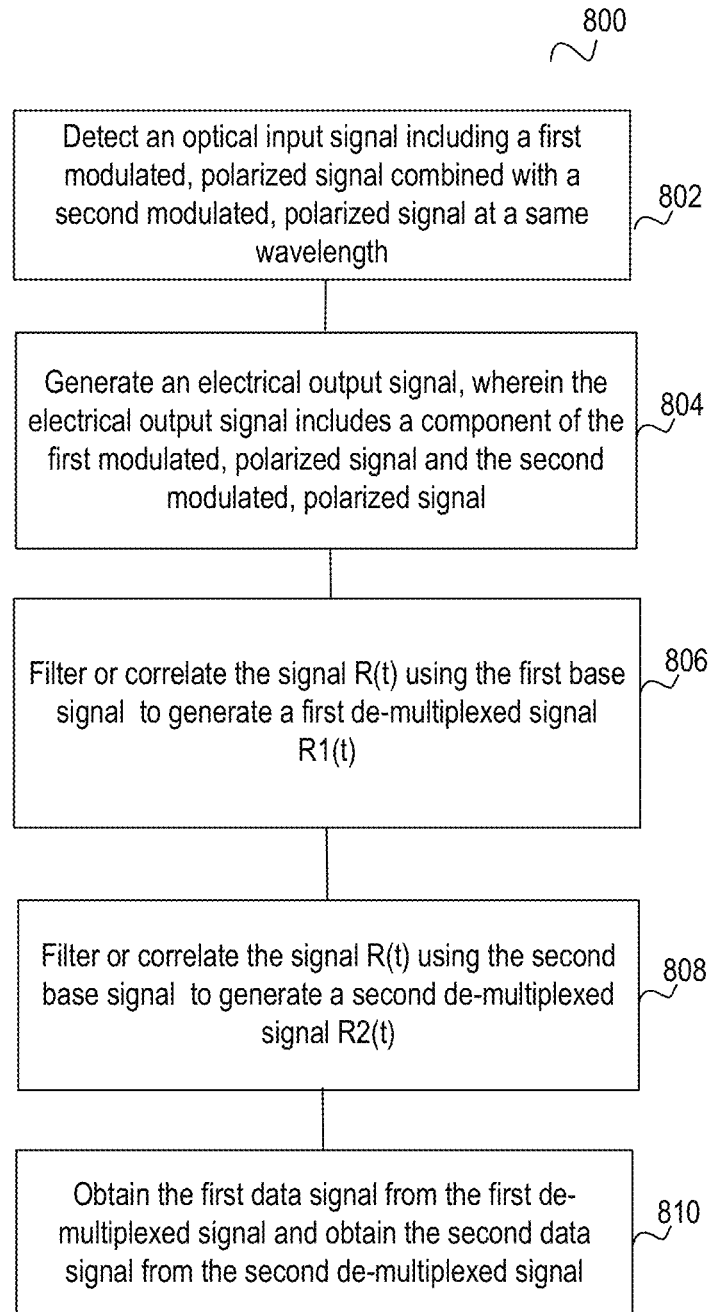 800
Detect an optical input signal including a first
modulated, polarized signal combined with a
second modulated, polarized signal at a same
wavelength
802
Generate an electrical output signal, wherein the
electrical output signal includes a component of the
first modulated, polarized signal and the second
modulated, polarized signal
804
Filter or correlate the signal R(t) using the first base
signal to generate a first de-multiplexed signal
R1(t)
806
Filter or correlate the signal R(t) using the second
base signal to generate a second de-multiplexed
signal R2(t)
808
Obtain the first data signal from the first de-
multiplexed signal and obtain the second data
signal from the second de-multiplexed signal
810